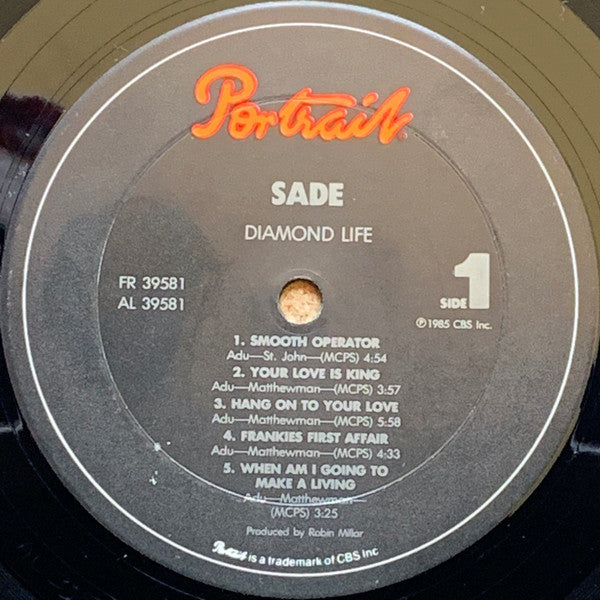 Portrait
SADE
DIAMOND LIFE
FR 39581
AL 39581
SIDE 1
℗1985 CBS Inc.
1. SMOOTH OPERATOR
Adu—St. John—(MCPS) 4:54
2. YOUR LOVE IS KING
Adu—Matthewman—(MCPS) 3:57
3. HANG ON TO YOUR LOVE
Adu—Matthewman—(MCPS) 5:58
4. FRANKIES FIRST AFFAIR
Adu—Matthewman—(MCPS) 4:33
5. WHEN AM I GOING TO
MAKE A LIVING
Adu—Matthewman—
(MCPS) 3:25
Produced by Robin Millar
Portrait is a trademark of CBS Inc